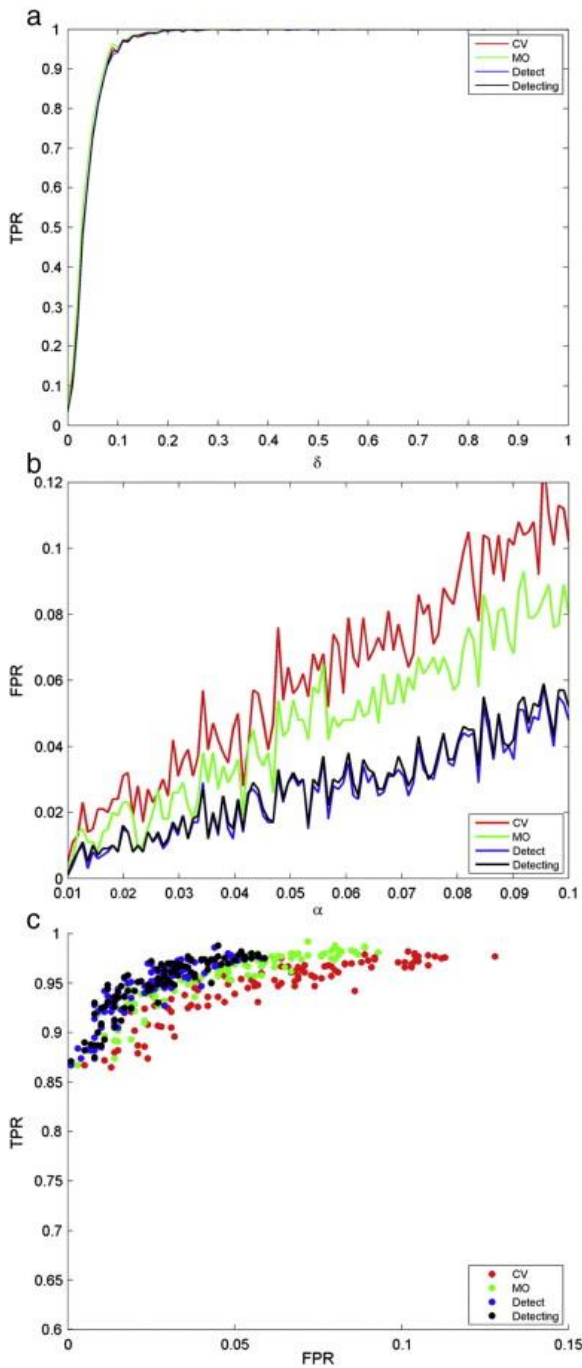 a
1
0.9
0.8
0.7
0.6
0.5
0.4
0.3
0.2
0.1
0
TPR
CV
MO
Detect
Detecting
0 0.1 0.2 0.3 0.4 0.5 0.6 0.7 0.8 0.9 1
δ
b
0.12
0.1
0.08
0.06
0.04
0.02
0
FPR
CV
MO
Detect
Detecting
0.01 0.02 0.03 0.04 0.05 0.06 0.07 0.08 0.09 0.1
α
c
1
0.95
0.9
0.85
0.8
0.75
0.7
0.65
0.6
TPR
CV
MO
Detect
Detecting
0 0.05 0.1 0.15
FPR